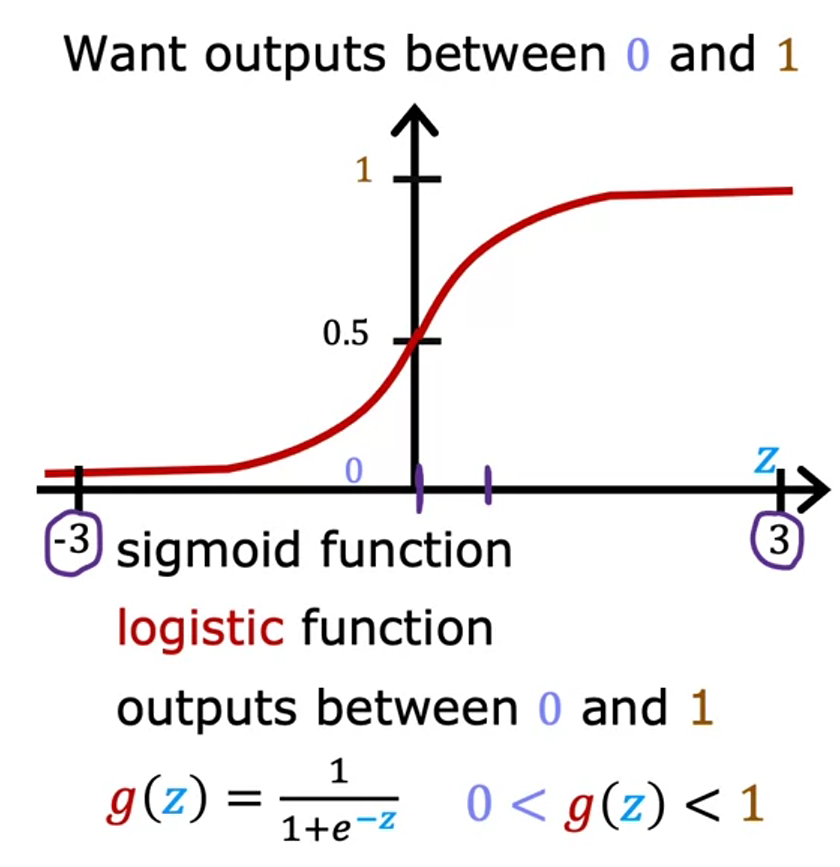 Want outputs between 0 and 1
1
0.5
0
z
-3
3
sigmoid function
logistic function
outputs between 0 and 1
g(z) = 1/1+e^−z 0 < g(z) < 1